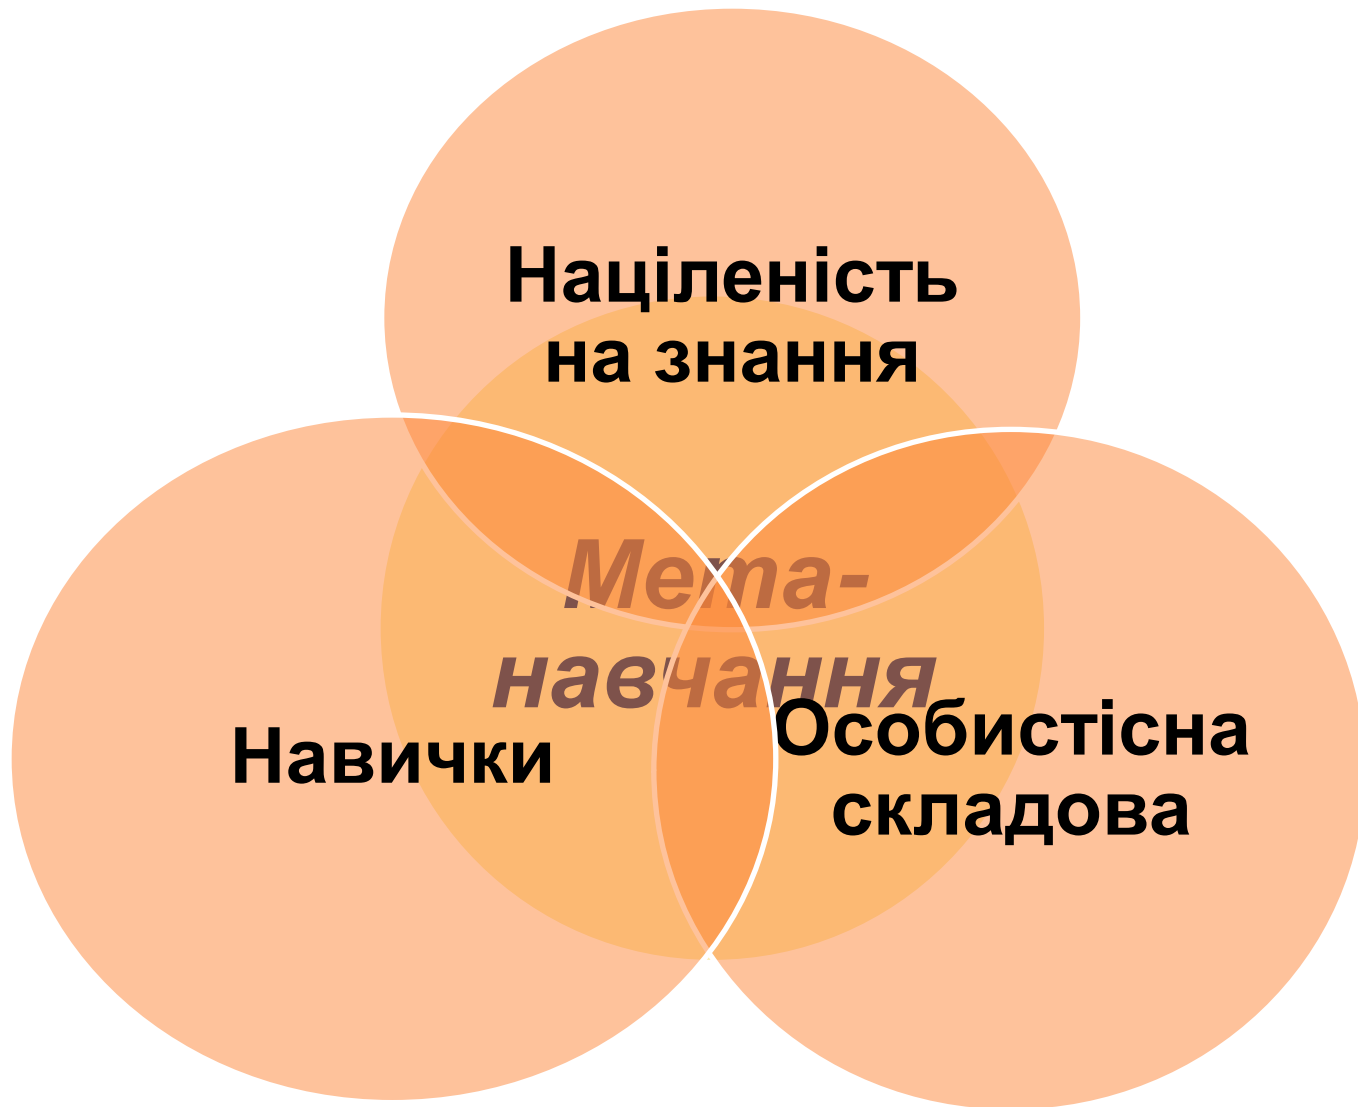 Націленість
на знання
Мета-
навчання
Навички
Особистісна
складова